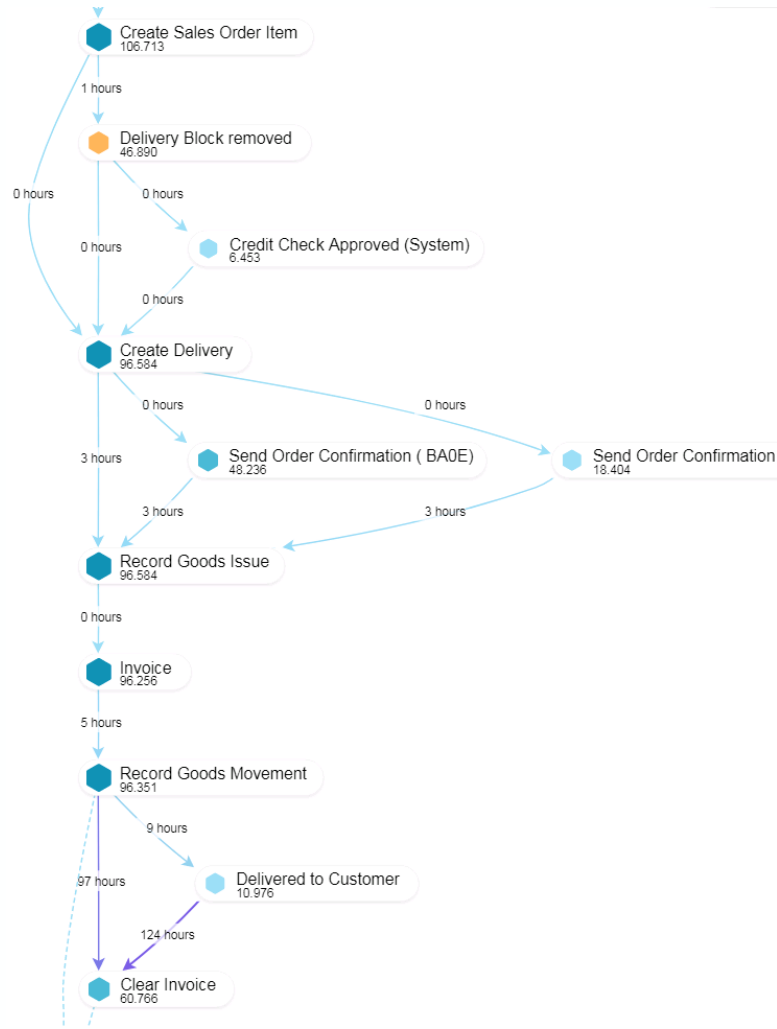 Create Sales Order Item
106.713
1 hours
Delivery Block removed
46.890
0 hours
0 hours
0 hours
Credit Check Approved (System)
6.453
0 hours
Create Delivery
96.584
0 hours
0 hours
3 hours
Send Order Confirmation ( BA0E)
48.236
Send Order Confirmation
18.404
3 hours
3 hours
Record Goods Issue
96.584
0 hours
Invoice
96.256
5 hours
Record Goods Movement
96.351
9 hours
97 hours
Delivered to Customer
10.976
124 hours
Clear Invoice
60.766